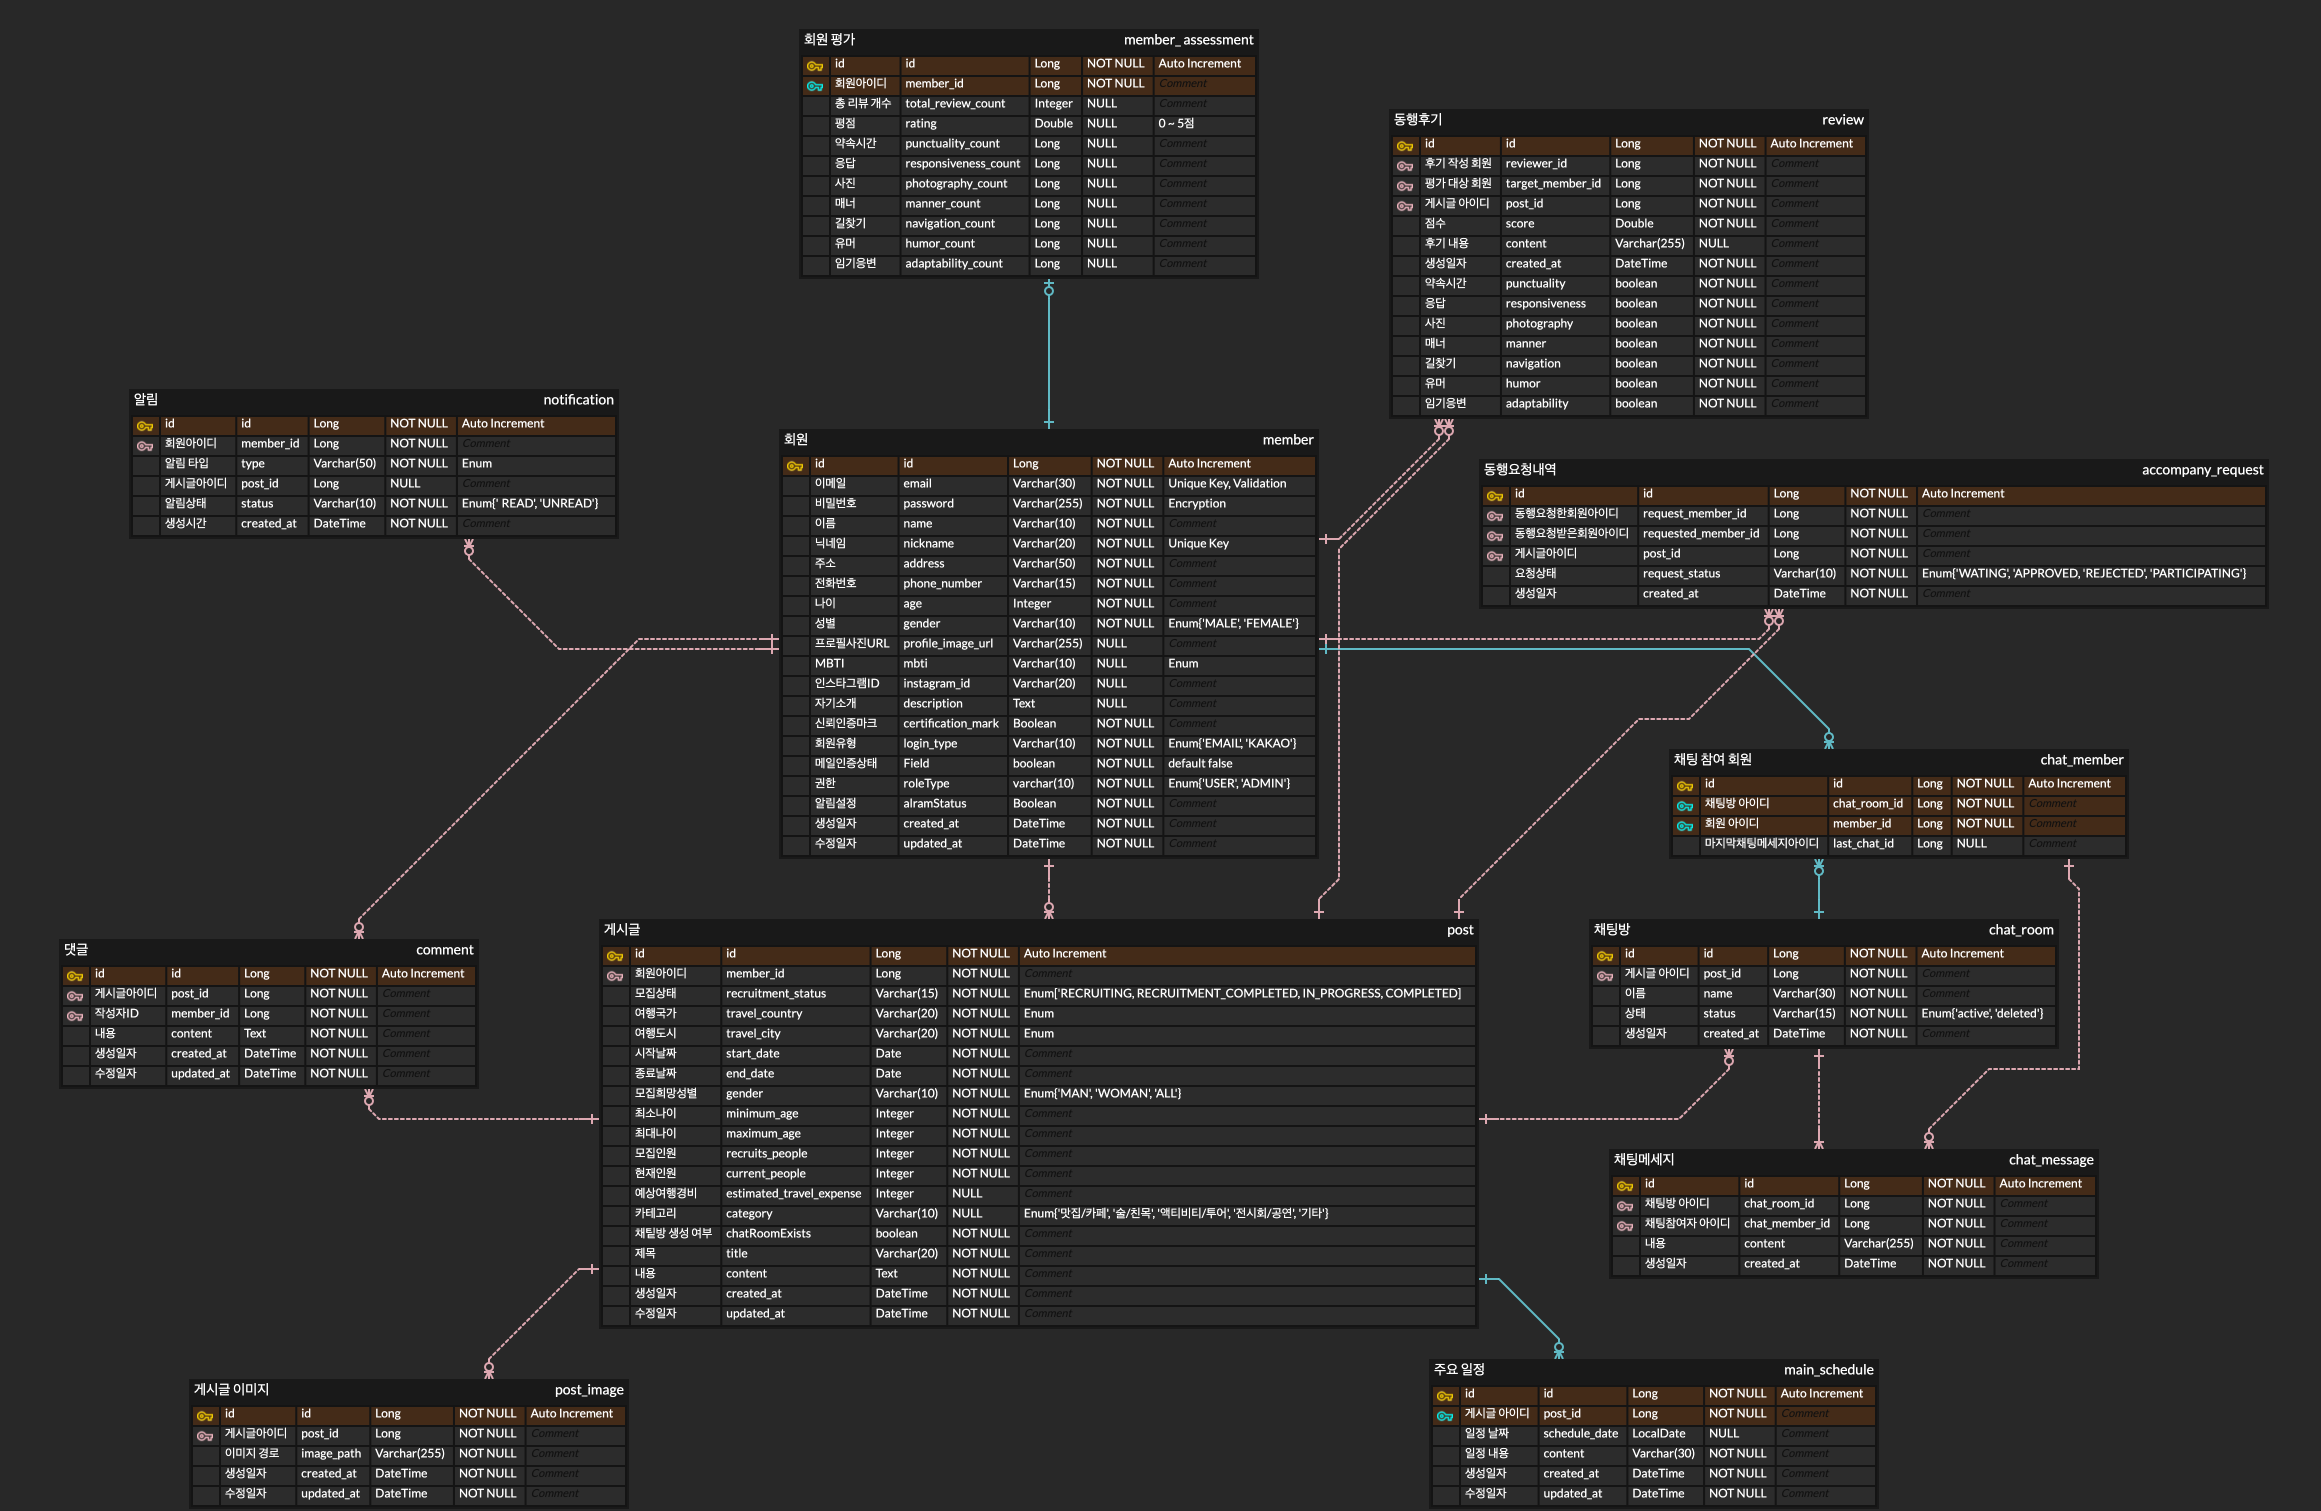 회원 평가 member_ assessment
id id Long NOT NULL Auto Increment
회원아이디 member_id Long NOT NULL Comment
총 리뷰 개수 total_review_count Integer NULL Comment
평점 rating Double NULL 0 ~ 5점
약속시간 punctuality_count Long NULL Comment
응답 responsiveness_count Long NULL Comment
사진 photography_count Long NULL Comment
매너 manner_count Long NULL Comment
길찾기 navigation_count Long NULL Comment
유머 humor_count Long NULL Comment
임기응변 adaptability_count Long NULL Comment
동행후기 review
id id Long NOT NULL Auto Increment
후기 작성 회원 reviewer_id Long NOT NULL Comment
평가 대상 회원 target_member_id Long NOT NULL Comment
게시글 아이디 post_id Long NOT NULL Comment
점수 score Double NOT NULL Comment
후기 내용 content Varchar(255) NULL Comment
생성일자 created_at DateTime NOT NULL Comment
약속시간 punctuality boolean NOT NULL Comment
응답 responsiveness boolean NOT NULL Comment
사진 photography boolean NOT NULL Comment
매너 manner boolean NOT NULL Comment
길찾기 navigation boolean NOT NULL Comment
유머 humor boolean NOT NULL Comment
임기응변 adaptability boolean NOT NULL Comment
알림 notification
id id Long NOT NULL Auto Increment
회원아이디 member_id Long NOT NULL Comment
알림 타입 type Varchar(50) NOT NULL Enum
게시글아이디 post_id Long NULL Comment
알림상태 status Varchar(10) NOT NULL Enum{' READ', 'UNREAD'}
생성시간 created_at DateTime NOT NULL Comment
회원 member
id id Long NOT NULL Auto Increment
이메일 email Varchar(30) NOT NULL Unique Key, Validation
비밀번호 password Varchar(255) NOT NULL Encryption
이름 name Varchar(10) NOT NULL Comment
닉네임 nickname Varchar(20) NOT NULL Unique Key
주소 address Varchar(50) NOT NULL Comment
전화번호 phone_number Varchar(15) NOT NULL Comment
나이 age Integer NOT NULL Comment
성별 gender Varchar(10) NOT NULL Enum{'MALE', 'FEMALE'}
프로필사진URL profile_image_url Varchar(255) NULL Comment
MBTI mbti Varchar(10) NULL Enum
인스타그램ID instagram_id Varchar(20) NULL Comment
자기소개 description Text NULL Comment
신뢰인증마크 certification_mark Boolean NOT NULL Comment
회원유형 login_type Varchar(10) NOT NULL Enum{'EMAIL', 'KAKAO'}
메일인증상태 Field boolean NOT NULL default false
권한 roleType varchar(10) NOT NULL Enum{'USER', 'ADMIN'}
알림설정 alramStatus Boolean NOT NULL Comment
생성일자 created_at DateTime NOT NULL Comment
수정일자 updated_at DateTime NOT NULL Comment
동행요청내역 accompany_request
id id Long NOT NULL Auto Increment
동행요청한회원아이디 request_member_id Long NOT NULL Comment
동행요청받은회원아이디 requested_member_id Long NOT NULL Comment
게시글아이디 post_id Long NOT NULL Comment
요청상태 request_status Varchar(10) NOT NULL Enum{'WATING', 'APPROVED, 'REJECTED', 'PARTICIPATING'}
생성일자 created_at DateTime NOT NULL Comment
채팅 참여 회원 chat_member
id id Long NOT NULL Auto Increment
채팅방 아이디 chat_room_id Long NOT NULL Comment
회원 아이디 member_id Long NOT NULL Comment
마지막채팅메세지아이디 last_chat_id Long NULL Comment
댓글 comment
id id Long NOT NULL Auto Increment
게시글아이디 post_id Long NOT NULL Comment
작성자ID member_id Long NOT NULL Comment
내용 content Text NOT NULL Comment
생성일자 created_at DateTime NOT NULL Comment
수정일자 updated_at DateTime NOT NULL Comment
게시글 post
id id Long NOT NULL Auto Increment
회원아이디 member_id Long NOT NULL Comment
모집상태 recruitment_status Varchar(15) NOT NULL Enum['RECRUITING, RECRUITMENT_COMPLETED, IN_PROGRESS, COMPLETED]
여행국가 travel_country Varchar(20) NOT NULL Enum
여행도시 travel_city Varchar(20) NOT NULL Enum
시작날짜 start_date Date NOT NULL Comment
종료날짜 end_date Date NOT NULL Comment
모집희망성별 gender Varchar(10) NOT NULL Enum{'MAN', 'WOMAN', 'ALL'}
최소나이 minimum_age Integer NOT NULL Comment
최대나이 maximum_age Integer NOT NULL Comment
모집인원 recruits_people Integer NOT NULL Comment
현재인원 current_people Integer NOT NULL Comment
예상여행경비 estimated_travel_expense Integer NULL Comment
카테고리 category Varchar(10) NULL Enum{'맛집/카페', '술/친목', '액티비티/투어', '전시회/공연', '기타'}
채팉방 생성 여부 chatRoomExists boolean NOT NULL Comment
제목 title Varchar(20) NOT NULL Comment
내용 content Text NOT NULL Comment
생성일자 created_at DateTime NOT NULL Comment
수정일자 updated_at DateTime NOT NULL Comment
채팅방 chat_room
id id Long NOT NULL Auto Increment
게시글 아이디 post_id Long NOT NULL Comment
이름 name Varchar(30) NOT NULL Comment
상태 status Varchar(15) NOT NULL Enum{'active', 'deleted'}
생성일자 created_at DateTime NOT NULL Comment
채팅메세지 chat_message
id id Long NOT NULL Auto Increment
채팅방 아이디 chat_room_id Long NOT NULL Comment
채팅참여자 아이디 chat_member_id Long NOT NULL Comment
내용 content Varchar(255) NOT NULL Comment
생성일자 created_at DateTime NOT NULL Comment
게시글 이미지 post_image
id id Long NOT NULL Auto Increment
게시글아이디 post_id Long NOT NULL Comment
이미지 경로 image_path Varchar(255) NOT NULL Comment
생성일자 created_at DateTime NOT NULL Comment
수정일자 updated_at DateTime NOT NULL Comment
주요 일정 main_schedule
id id Long NOT NULL Auto Increment
게시글 아이디 post_id Long NOT NULL Comment
일정 날짜 schedule_date LocalDate NULL Comment
일정 내용 content Varchar(30) NOT NULL Comment
생성일자 created_at DateTime NOT NULL Comment
수정일자 updated_at DateTime NOT NULL Comment